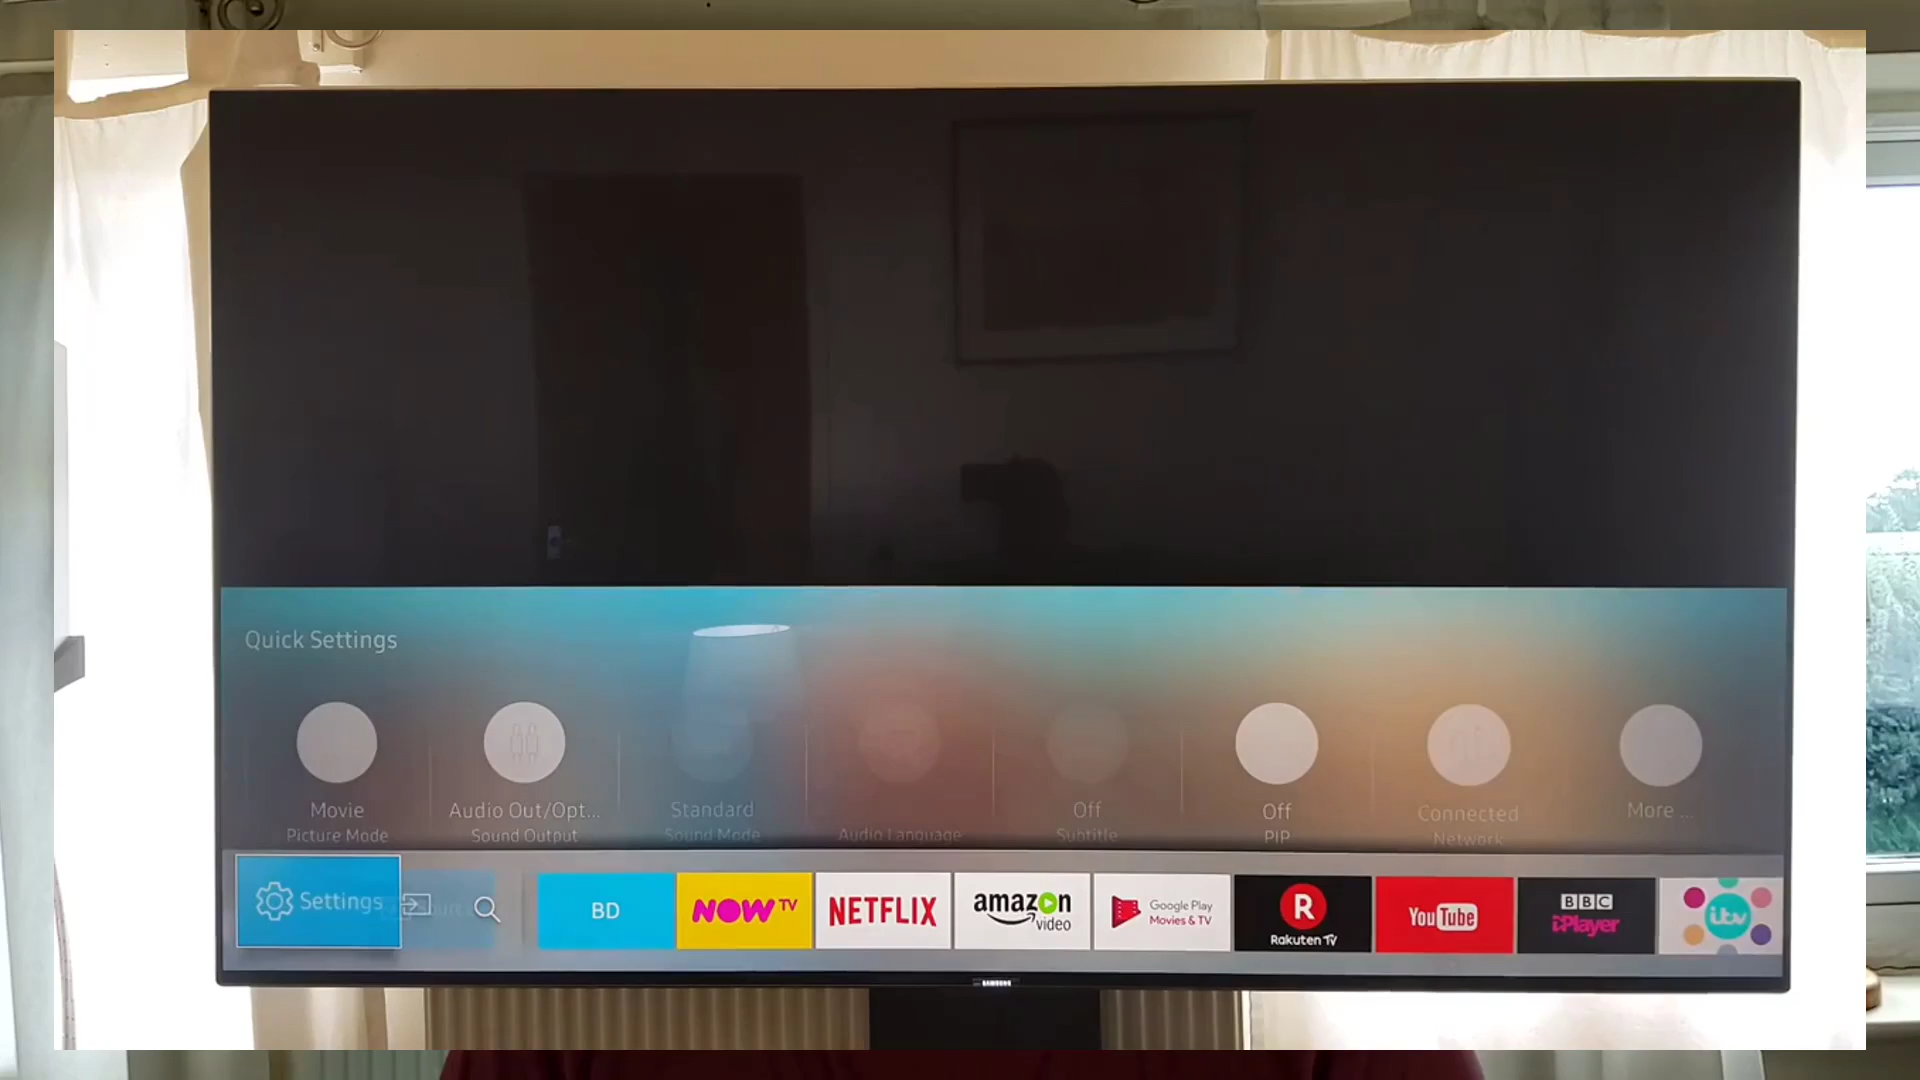 Quick Settings
Movie
Picture Mode
Audio Out/Opt...
Sound Output
Standard
Sound Mode
Audio Language
Off
Subtitle
Off
PIP
Connected
Network
More ...
Settings
BD
NOW TV
NETFLIX
amazon
video
Google Play
Movies & TV
R
Rakuten TV
YouTube
BBC
iPlayer
itv
SAMSUNG